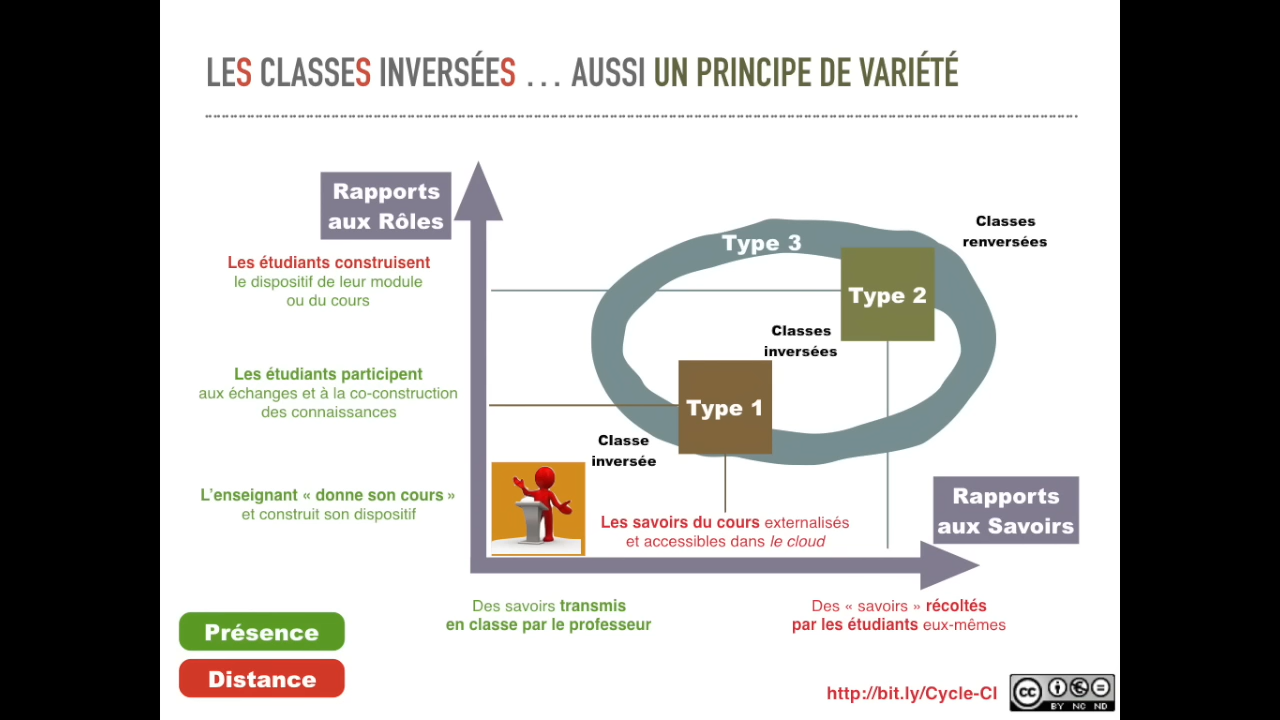 LES CLASSES INVERSÉES ... AUSSI UN PRINCIPE DE VARIÉTÉ
Rapports
aux Rôles
Les étudiants construisent
le dispositif de leur module
ou du cours
Les étudiants participent
aux échanges et à la co-construction
des connaissances
L'enseignant « donne son cours »
et construit son dispositif
Type 3
Classes
renversées
Type 2
Classes
inversées
Type 1
Classe
inversée
Les savoirs du cours externalisés
et accessibles dans le cloud
Rapports
aux Savoirs
Des savoirs transmis
en classe par le professeur
Des « savoirs » récoltés
par les étudiants eux-mêmes
Présence
Distance
http://bit.ly/Cycle-CI
cc
BY NC ND